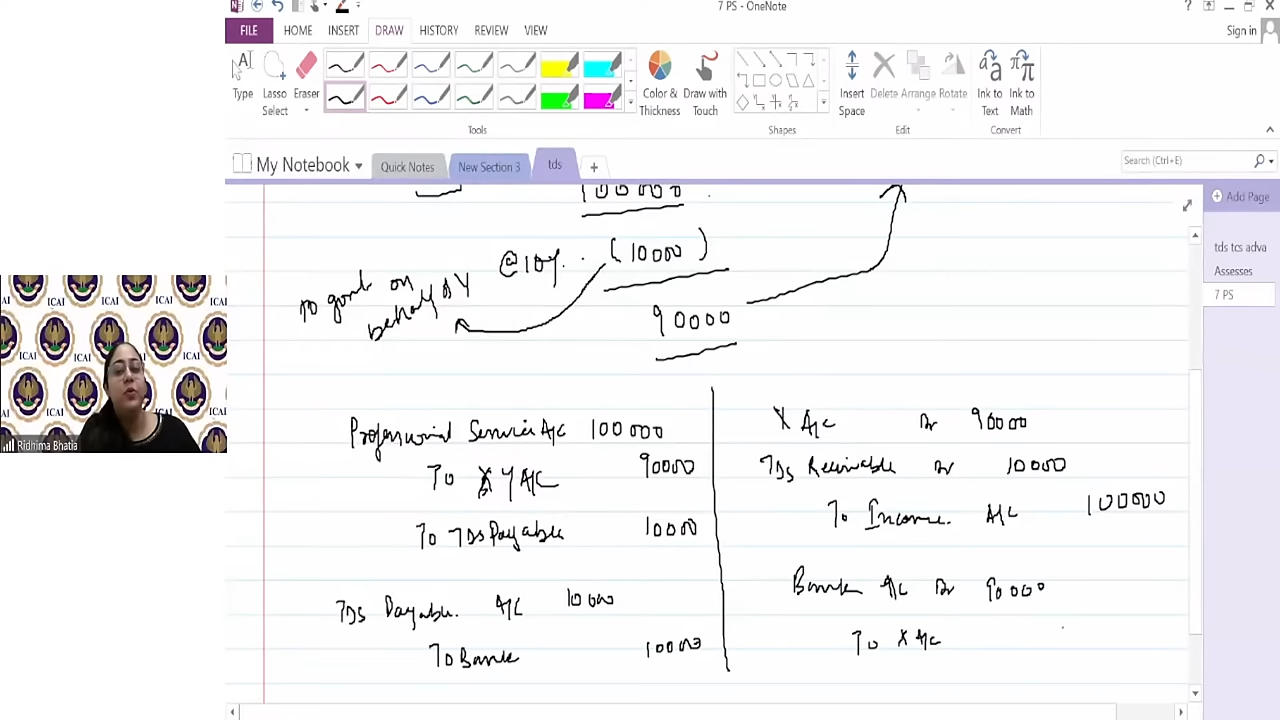 7 PS - OneNote
? 
Sign in
FILE HOME INSERT DRAW HISTORY REVIEW VIEW
Type
Lasso Select
Eraser
Color & Thickness
Draw with Touch
Insert Space
Delete
Arrange
Rotate
Ink to Text
Ink to Math
Tools
Shapes
Edit
Convert
My Notebook
Quick Notes
New Section 3
tds
+
Search (Ctrl+E)
Add Page
tds tcs adva
Assesses
7 PS
100000
@10%. (10000)
To govt on behalf of Y
90000
Professional Service A/C 100000
To Y A/C 90000
To TDS Payable 10000
TDS Payable. A/C 10000
To Bank 10000
X A/C Dr 90000
TDS Receivable Dr 10000
To Income. A/C 100000
Bank A/C Dr 90000
To X A/C
ICAI
Ridhima Bhatia